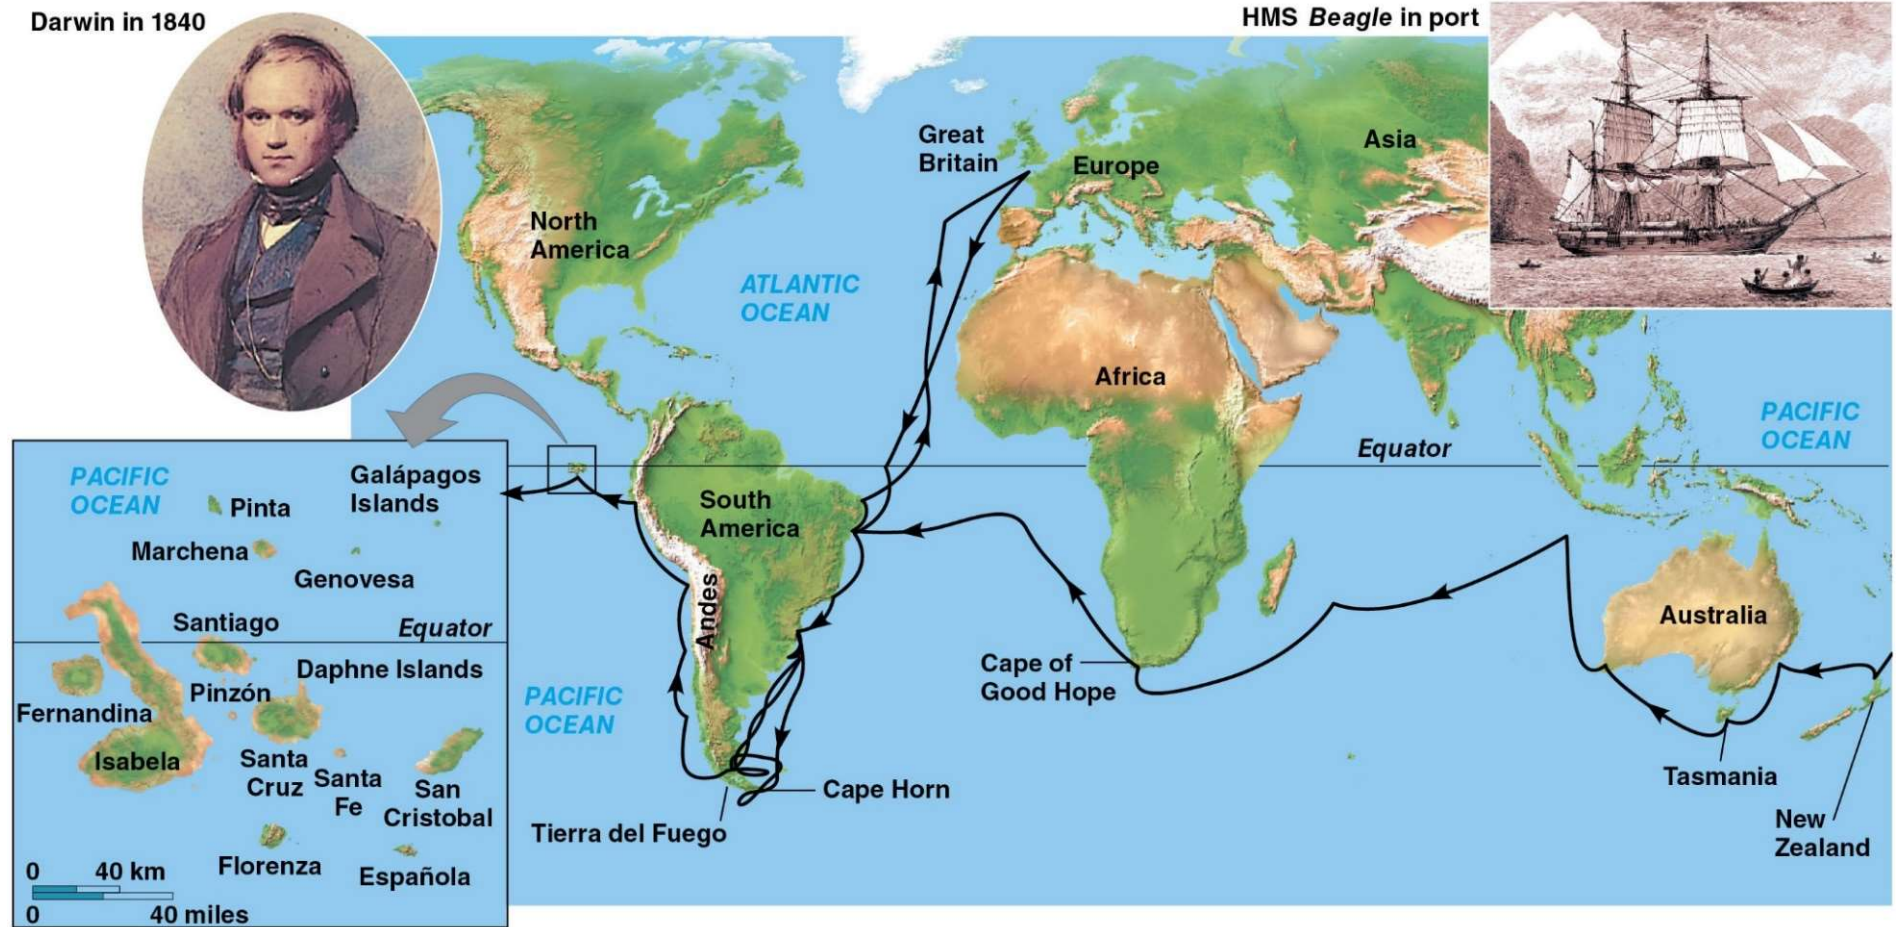 Darwin in 1840
HMS Beagle in port
Great
Britain
Europe
Asia
North
America
ATLANTIC
OCEAN
Africa
PACIFIC
OCEAN
Equator
South
America
Andes
Australia
Cape of
Good Hope
PACIFIC
OCEAN
Cape Horn
Tierra del Fuego
Tasmania
New
Zealand
PACIFIC
OCEAN
Galápagos
Islands
Pinta
Marchena
Genovesa
Santiago
Equator
Daphne Islands
Pinzón
Fernandina
Isabela
Santa
Cruz
Santa
Fe
San
Cristobal
Florenza
Española
0 40 km
0 40 miles